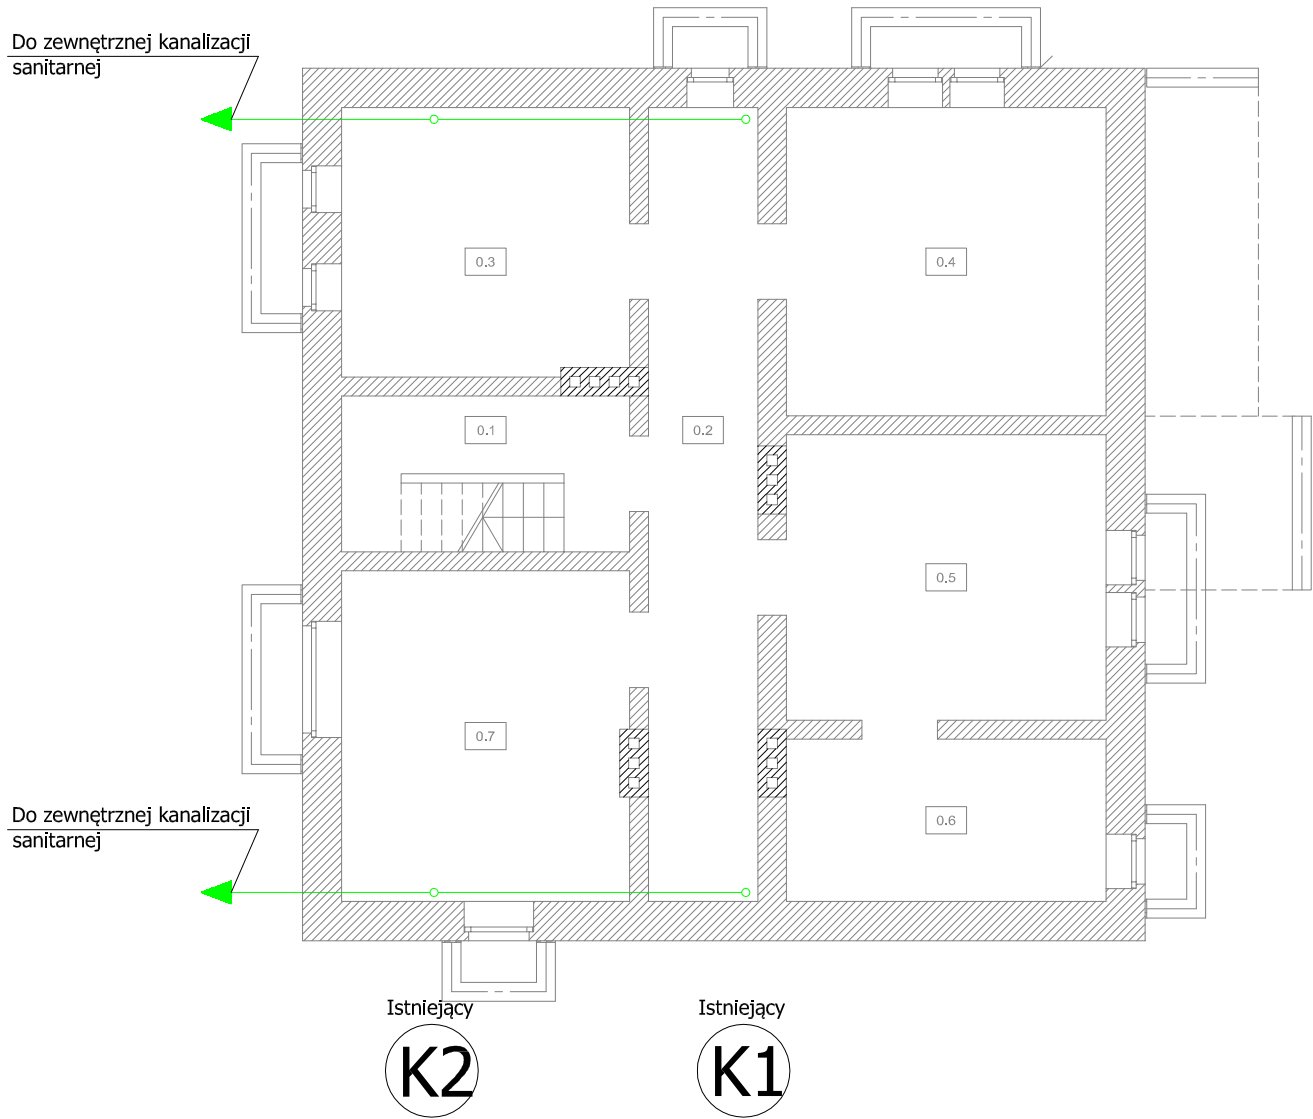 Do zewnętrznej kanalizacji
sanitarnej
0.3
0.4
0.1
0.2
0.5
0.7
Do zewnętrznej kanalizacji
sanitarnej
0.6
Istniejący
Istniejący
K2
K1